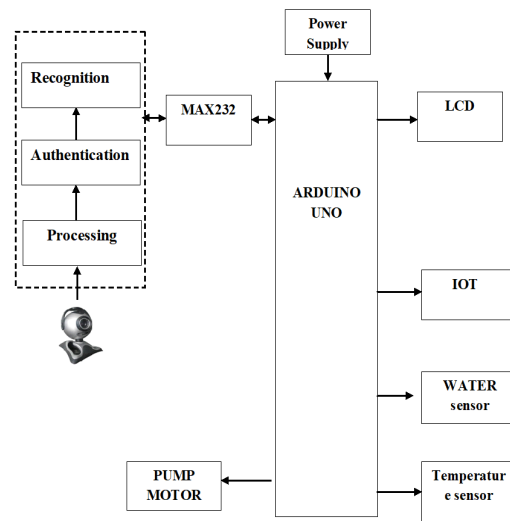 Power
Supply
Recognition
MAX232
LCD
Authentication
ARDUINO
UNO
Processing
IOT
WATER
sensor
PUMP
MOTOR
Temperatur
e sensor